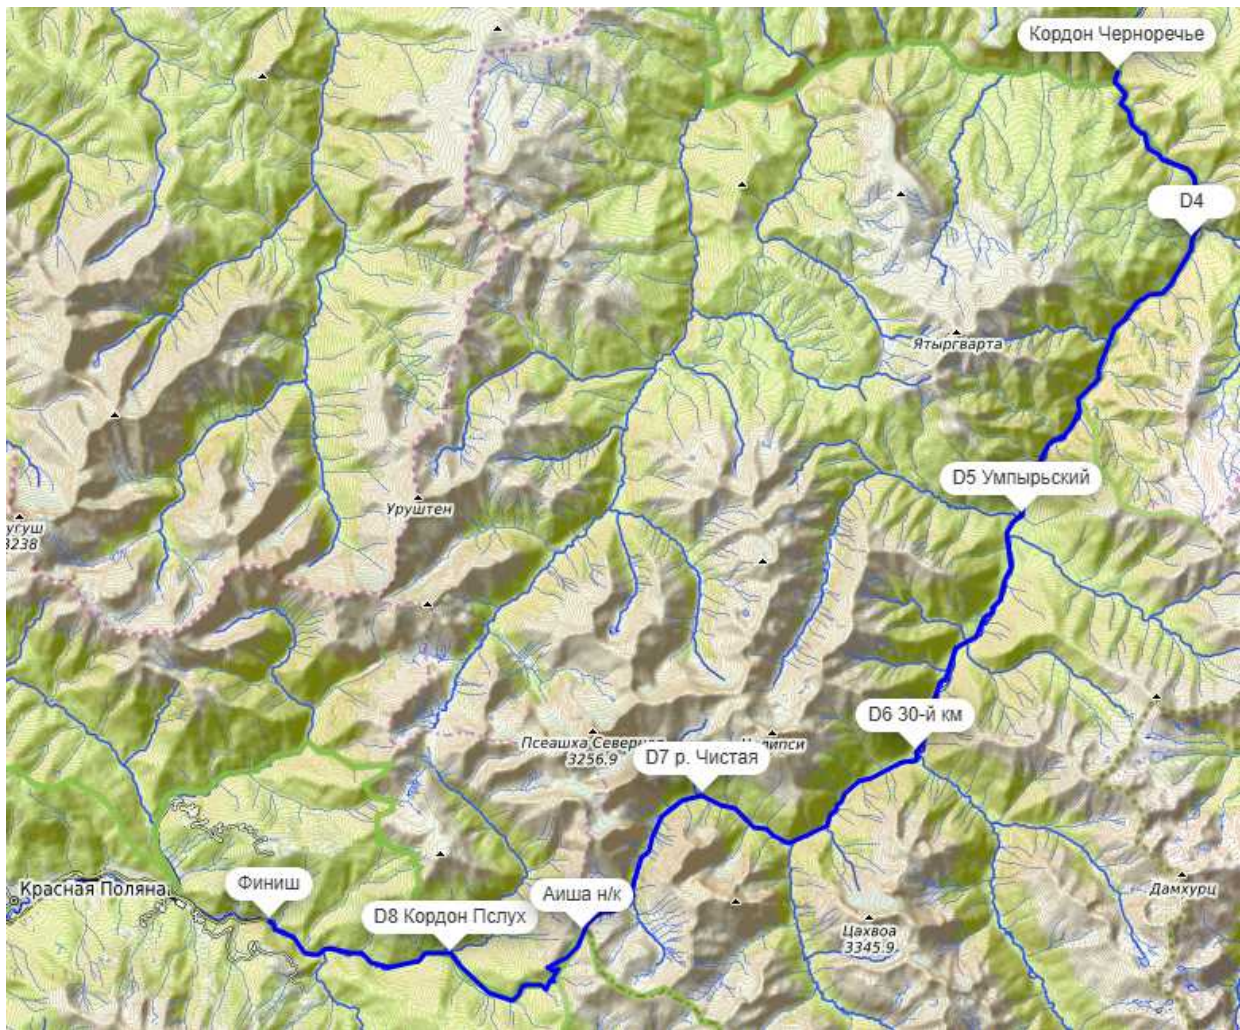 Кордон Черноречье
D4
Ятыргварта
D5 Умпырьский
Уруштен
угуш
3238
D6 30-й км
Псеашха Северная
3256.9
D7 р. Чистая
Красная Поляна
Финиш
Аиша н/к
D8 Кордон Пслух
Дамхурц
Цахвоа
3345.9